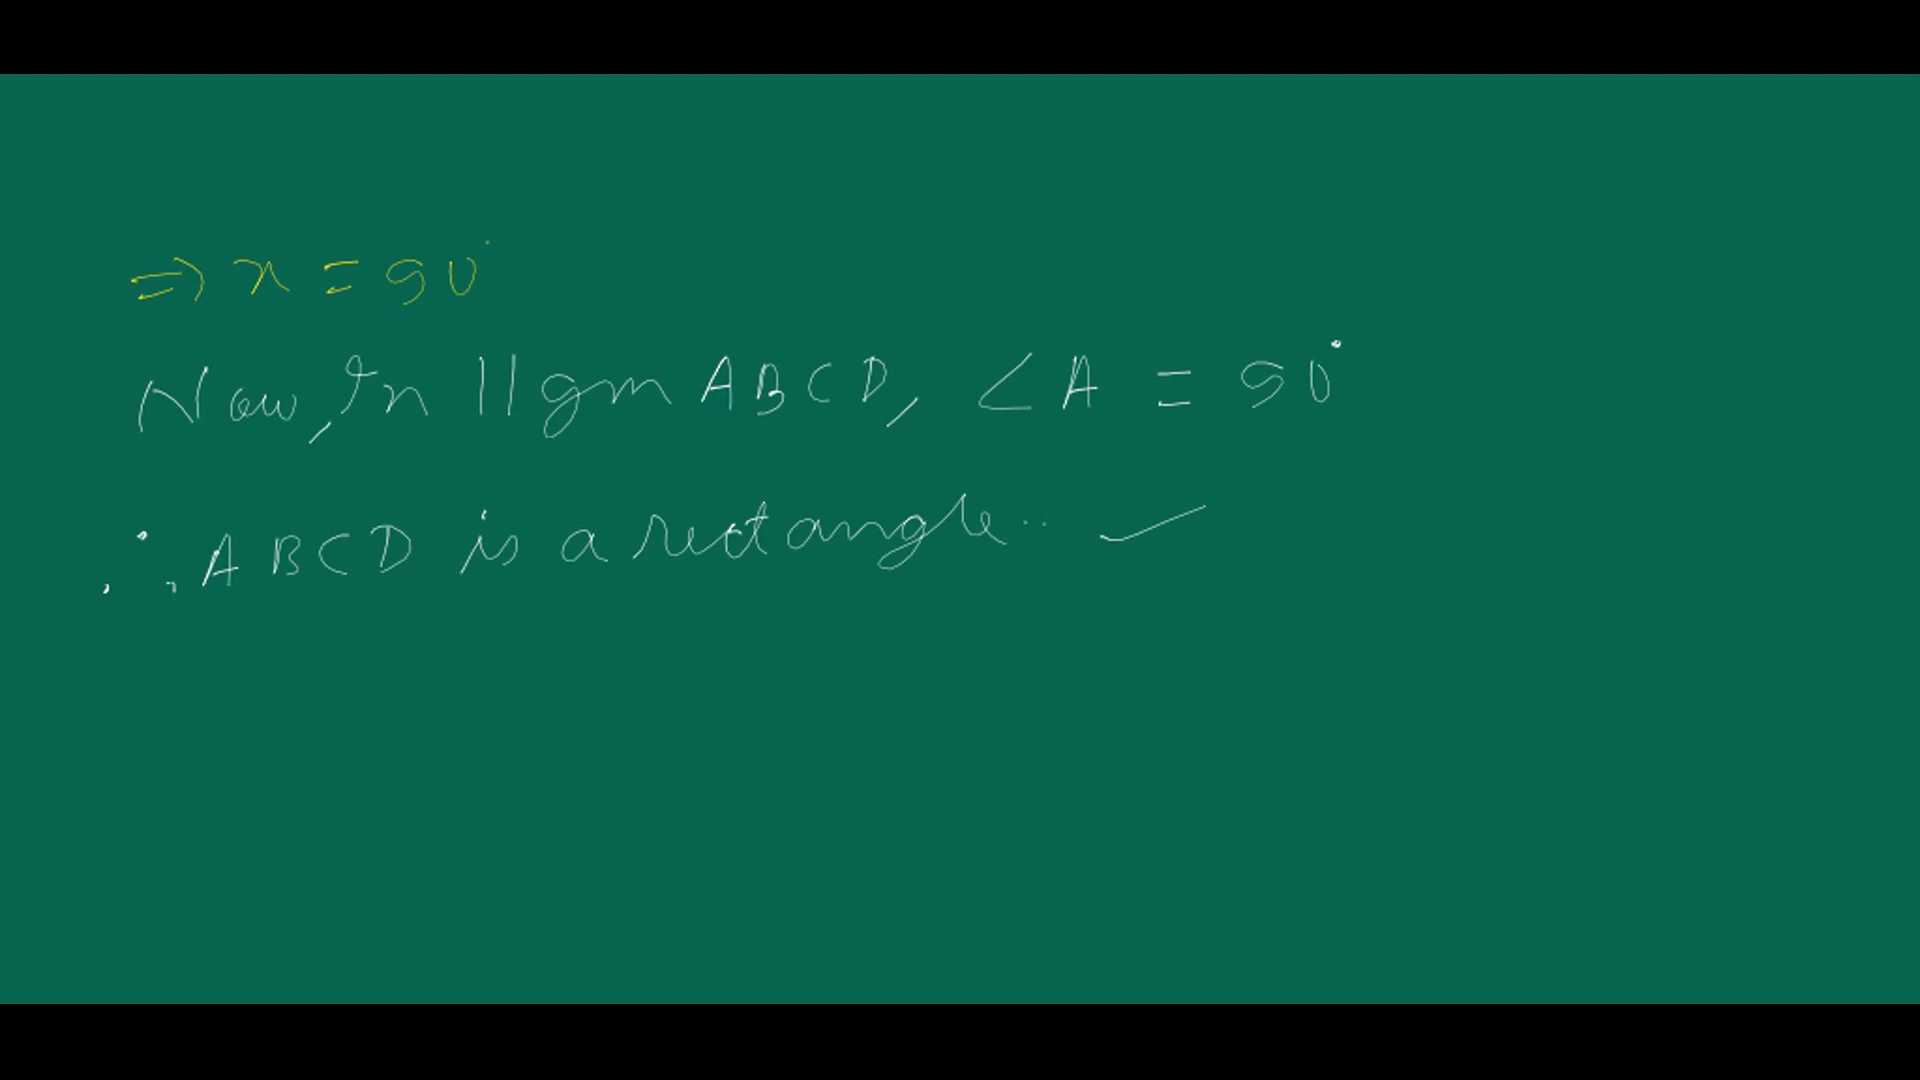 ⇒ x = 90°
Now, In ||gm ABCD, ∠A = 90°
∴ ABCD is a rectangle..